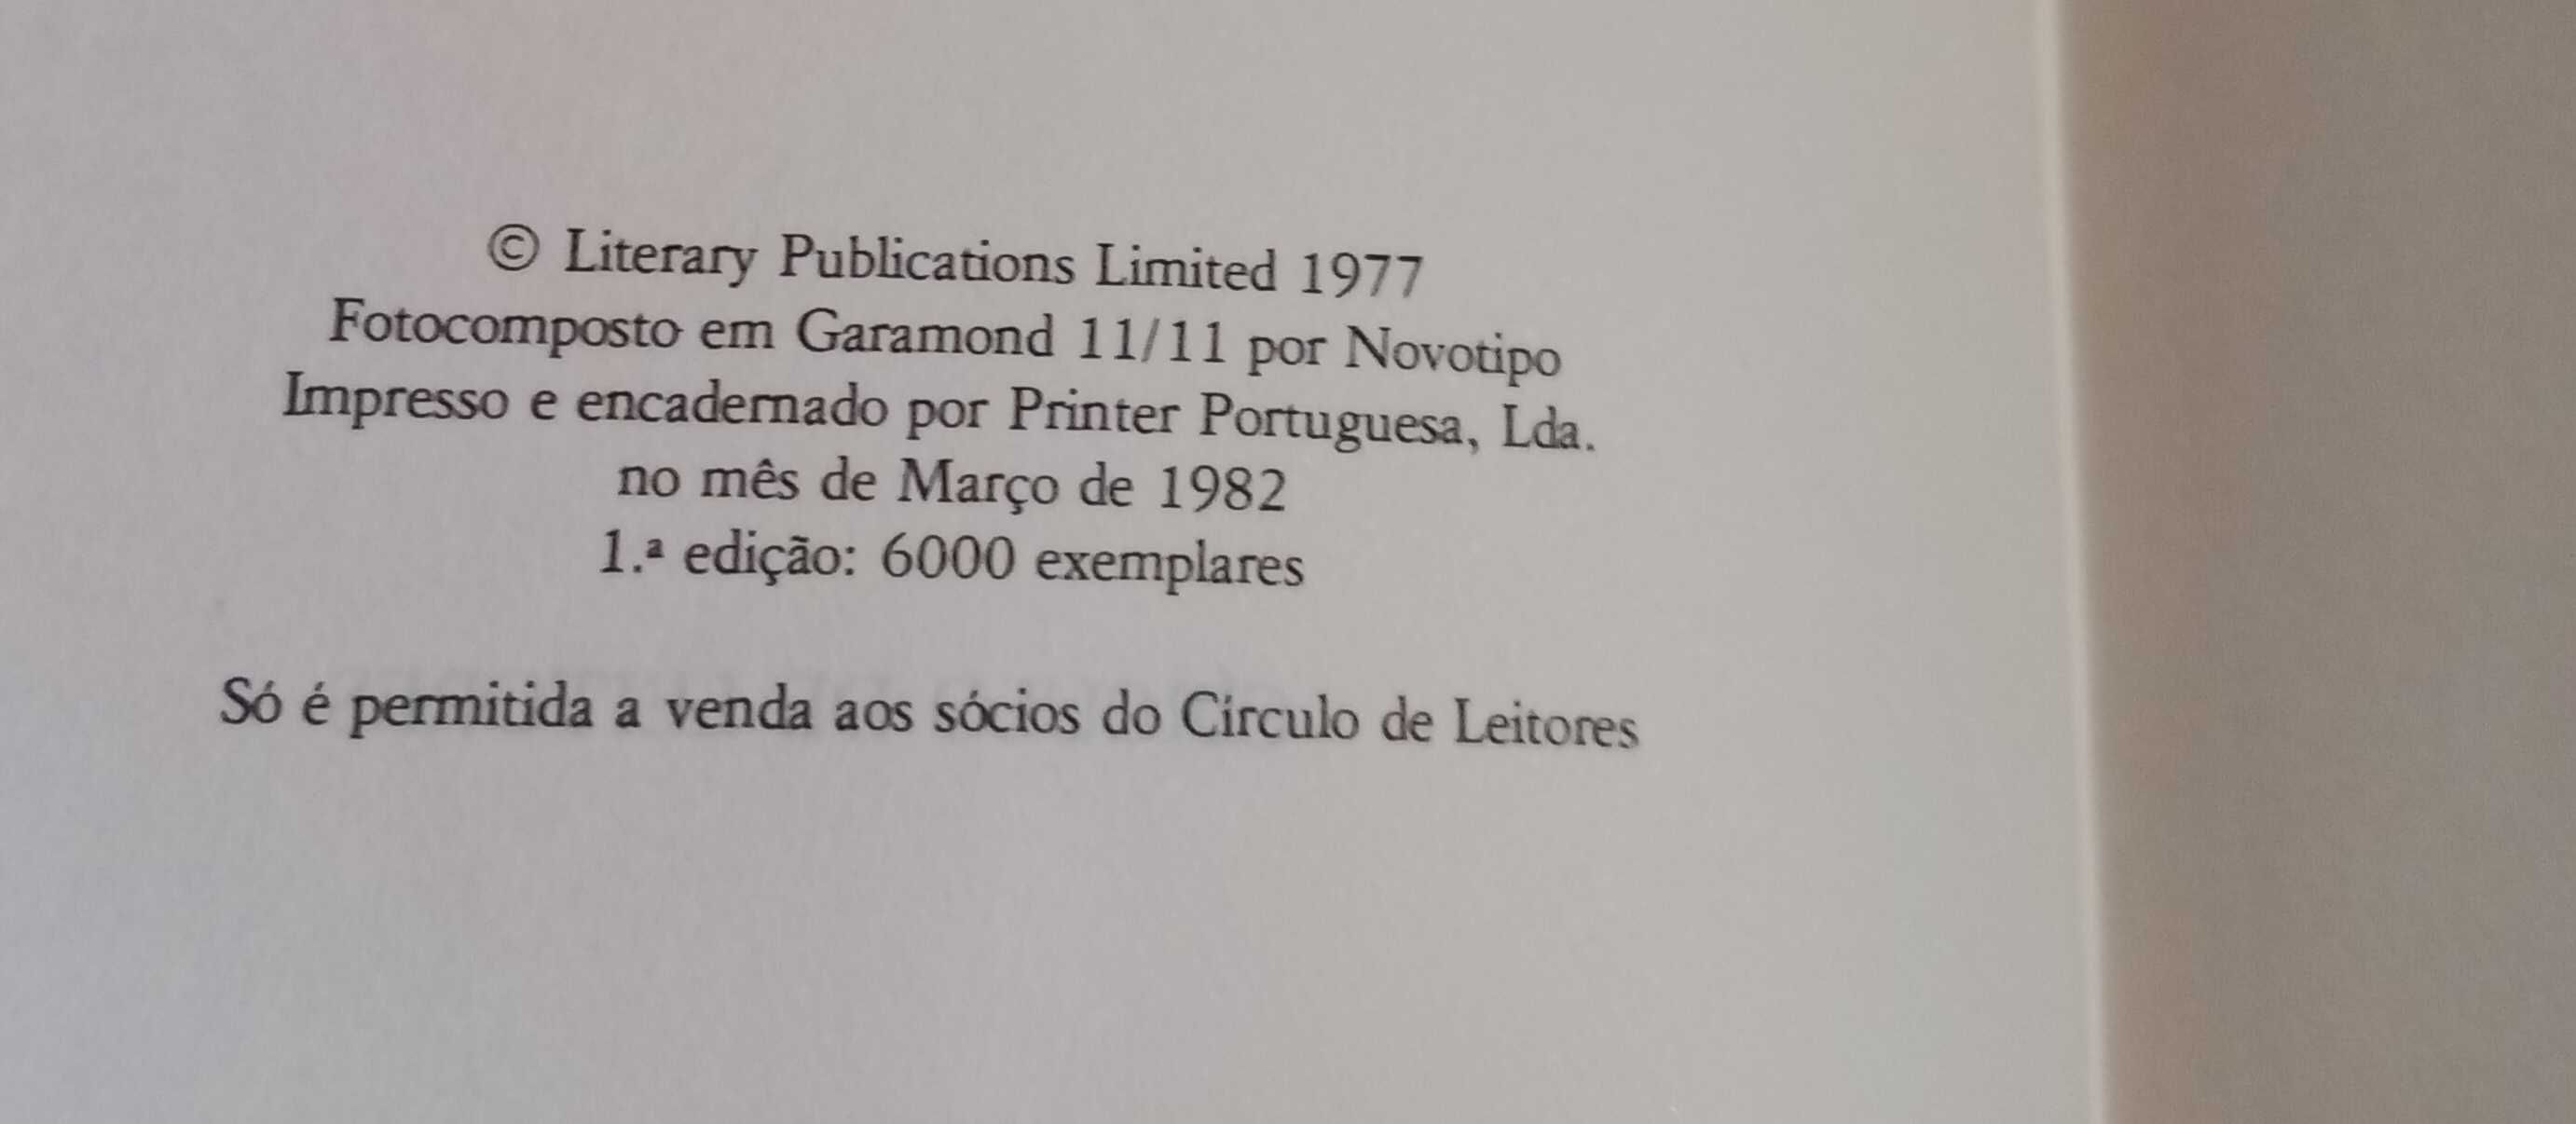 © Literary Publications Limited 1977
Fotocomposto em Garamond 11/11 por Novotipo
Impresso e encadernado por Printer Portuguesa, Lda.
no mês de Março de 1982
1.ª edição: 6000 exemplares
Só é permitida a venda aos sócios do Círculo de Leitores